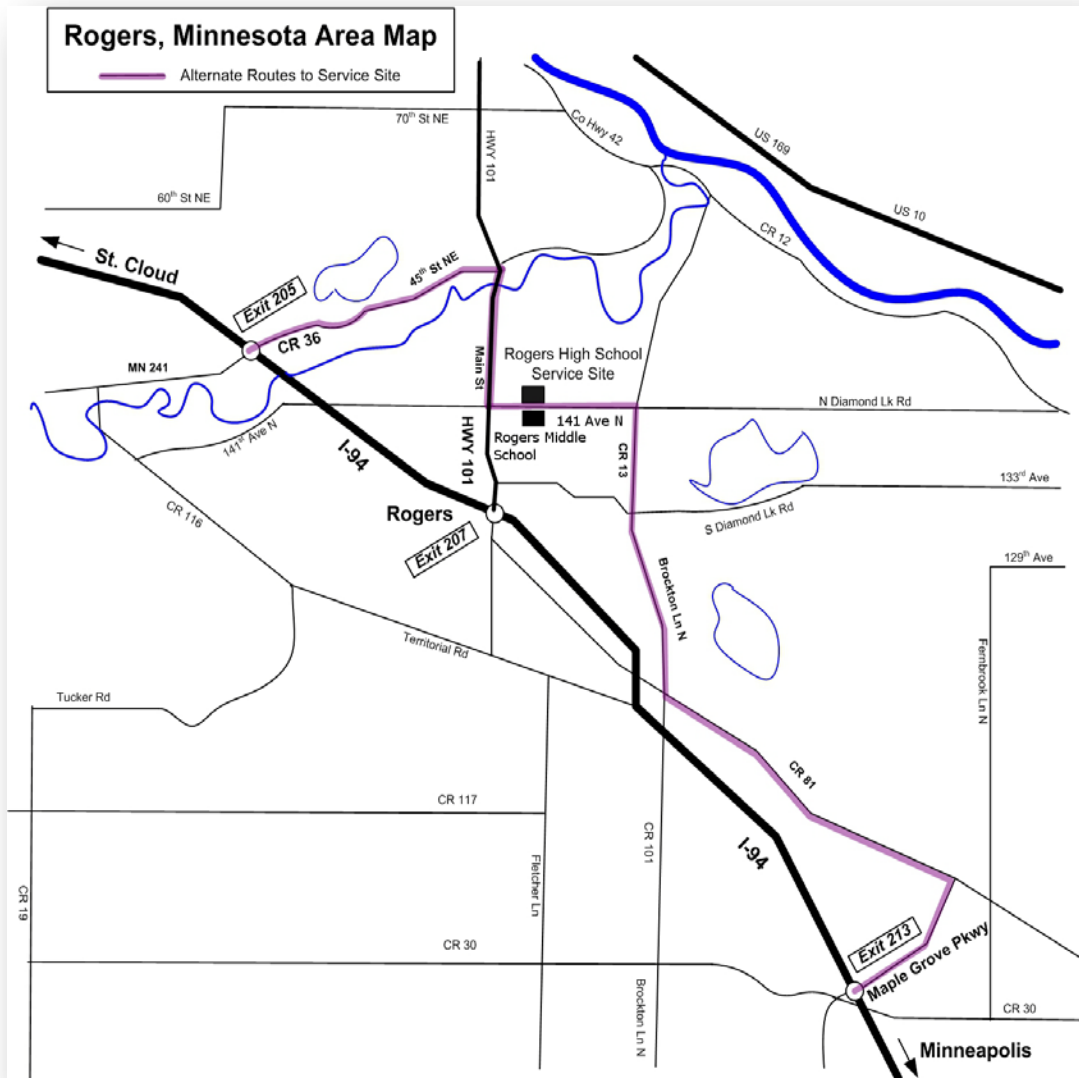 Rogers, Minnesota Area Map
Alternate Routes to Service Site
70th St NE
HWY 101
Co Hwy 42
US 169
60th St NE
US 10
CR 12
St. Cloud
45th St NE
Exit 205
CR 36
MN 241
Main St
Rogers High School
Service Site
N Diamond Lk Rd
141 Ave N
141st Ave N
HWY 101
Rogers Middle
School
I-94
CR 13
133rd Ave
CR 116
Rogers
S Diamond Lk Rd
Exit 207
129th Ave
Brockton Ln N
Territorial Rd
Fernbrook Ln N
Tucker Rd
CR 81
CR 117
CR 101
I-94
Fletcher Ln
CR 19
CR 30
Exit 213
Maple Grove Pkwy
Brockton Ln N
CR 30
Minneapolis